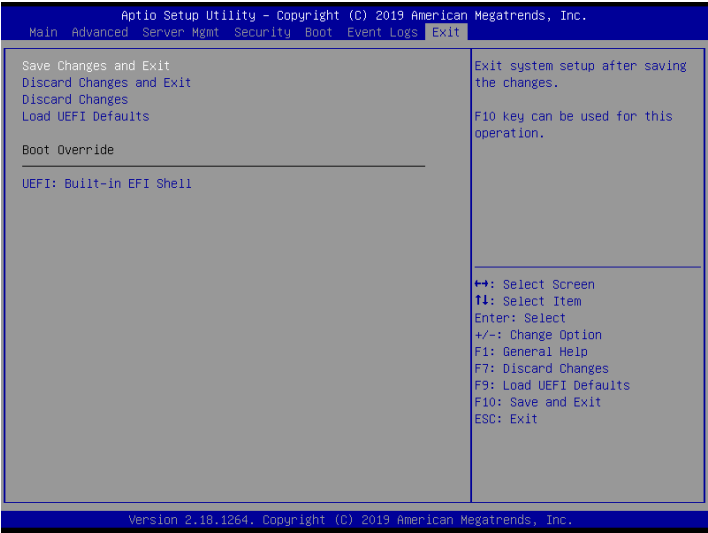 Aptio Setup Utility – Copyright (C) 2019 American Megatrends, Inc.
Main Advanced Server Mgmt Security Boot Event Logs Exit
Save Changes and Exit
Discard Changes and Exit
Discard Changes
Load UEFI Defaults
Boot Override
UEFI: Built-in EFI Shell
Exit system setup after saving
the changes.
F10 key can be used for this
operation.
↔: Select Screen
↑↓: Select Item
Enter: Select
+/-: Change Option
F1: General Help
F7: Discard Changes
F9: Load UEFI Defaults
F10: Save and Exit
ESC: Exit
Version 2.18.1264. Copyright (C) 2019 American Megatrends, Inc.